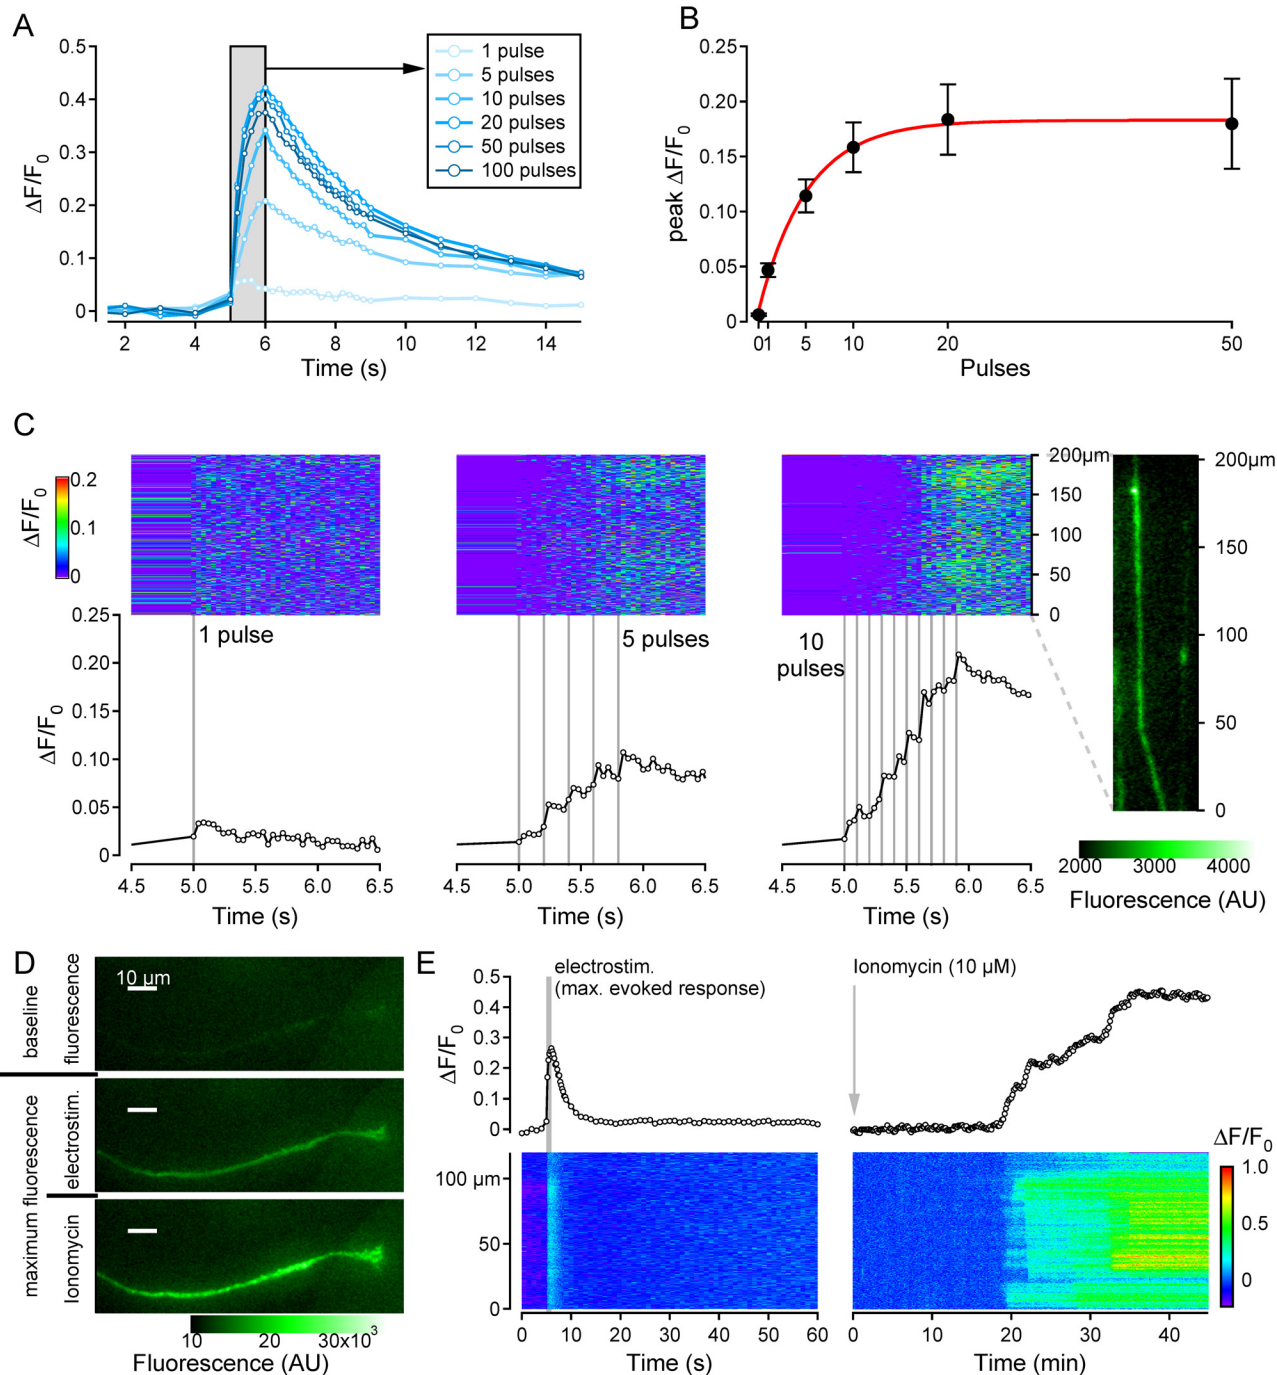 A
0.5
0.4
0.3
0.2
0.1
0
ΔF/F0
2
4
6
8
10
12
14
Time (s)
1 pulse
5 pulses
10 pulses
20 pulses
50 pulses
100 pulses
B
0.25
0.20
0.15
0.10
0.05
0
peak ΔF/F0
0
1
5
10
20
50
Pulses
C
ΔF/F0
0.2
0.1
0
200µm
150
100
50
0
200µm
150
100
50
0
0.25
0.20
0.15
0.10
0.05
0
ΔF/F0
1 pulse
5 pulses
10
pulses
4.5
5.0
5.5
6.0
6.5
Time (s)
4.5
5.0
5.5
6.0
6.5
Time (s)
4.5
5.0
5.5
6.0
6.5
Time (s)
2000
3000
4000
Fluorescence (AU)
D
baseline
fluorescence
10 µm
maximum fluorescence
electrostim.
Ionomycin
10
20
30x10³
Fluorescence (AU)
E
electrostim.
(max. evoked response)
Ionomycin (10 µM)
0.5
0.4
0.3
0.2
0.1
0
ΔF/F0
100 µm
50
0
0
10
20
30
40
50
60
Time (s)
0
10
20
30
40
Time (min)
ΔF/F0
1.0
0.5
0